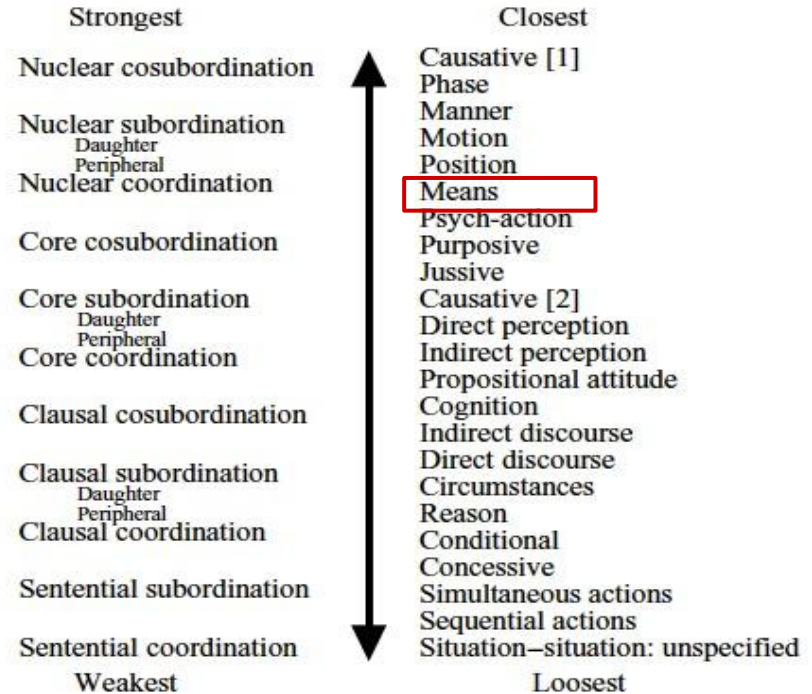 Strongest
Nuclear cosubordination
Nuclear subordination
Daughter
Peripheral
Nuclear coordination
Core cosubordination
Core subordination
Daughter
Peripheral
Core coordination
Clausal cosubordination
Clausal subordination
Daughter
Peripheral
Clausal coordination
Sentential subordination
Sentential coordination
Weakest
Closest
Causative [1]
Phase
Manner
Motion
Position
Means
Psych-action
Purposive
Jussive
Causative [2]
Direct perception
Indirect perception
Propositional attitude
Cognition
Indirect discourse
Direct discourse
Circumstances
Reason
Conditional
Concessive
Simultaneous actions
Sequential actions
Situation−situation: unspecified
Loosest